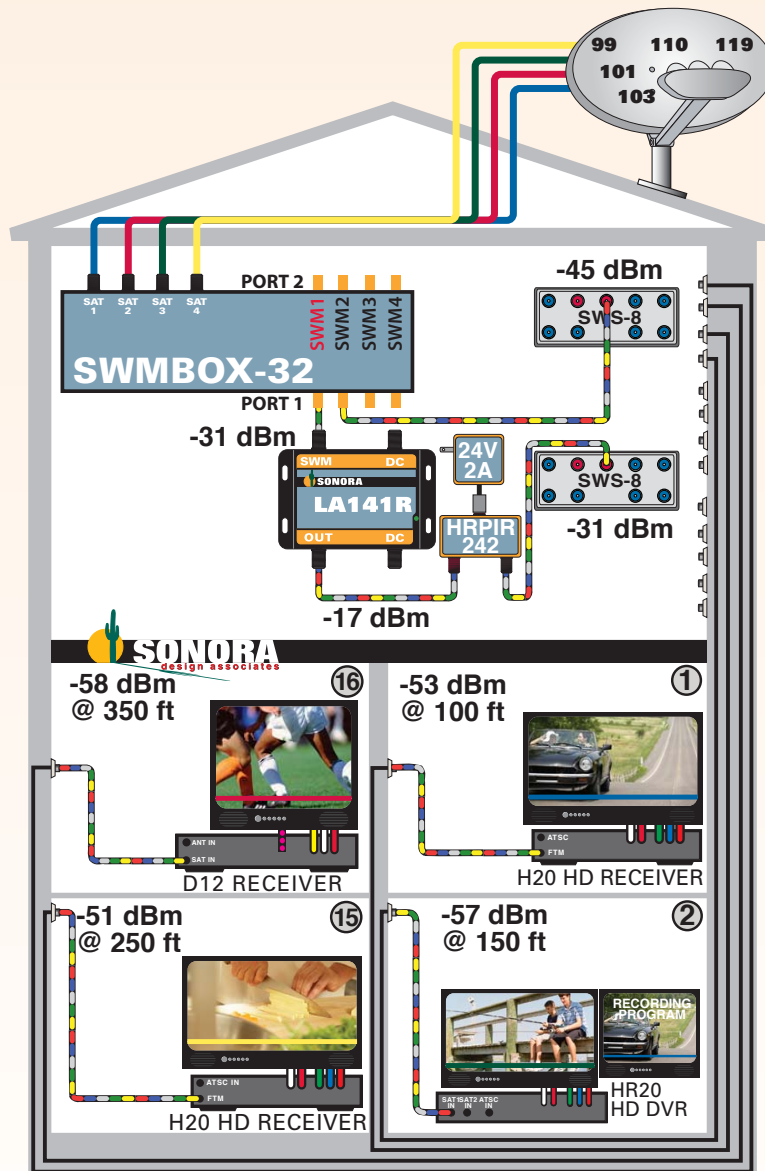 99 110 119
101
103
PORT 2
-45 dBm
SAT 1
SAT 2
SAT 3
SAT 4
SWM1
SWM2
SWM3
SWM4
SWS-8
SWMBOX-32
PORT 1
-31 dBm
SWM DC
SONORA
LA141R
OUT DC
24V
2A
HRPIR
242
SWS-8
-31 dBm
-17 dBm
SONORA
design associates
-58 dBm
@ 350 ft
16
ANT IN
SAT IN
D12 RECEIVER
-53 dBm
@ 100 ft
1
ATSC
FTM
H20 HD RECEIVER
-51 dBm
@ 250 ft
15
ATSC IN
FTM
H20 HD RECEIVER
-57 dBm
@ 150 ft
2
RECORDING
PROGRAM
SAT1 SAT2 ATSC
IN IN IN
HR20
HD DVR